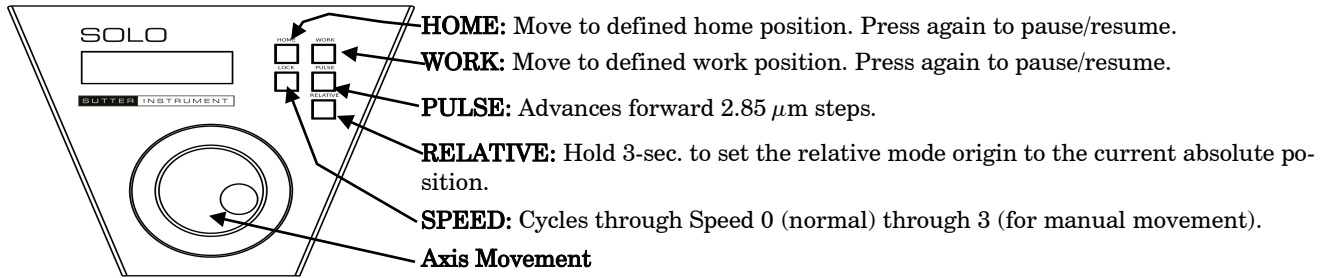 SOLO
SUTTER INSTRUMENT
HOME
WORK
LOCK
PULSE
RELATIVE
HOME: Move to defined home position. Press again to pause/resume.
WORK: Move to defined work position. Press again to pause/resume.
PULSE: Advances forward 2.85 μm steps.
RELATIVE: Hold 3-sec. to set the relative mode origin to the current absolute po-
sition.
SPEED: Cycles through Speed 0 (normal) through 3 (for manual movement).
Axis Movement